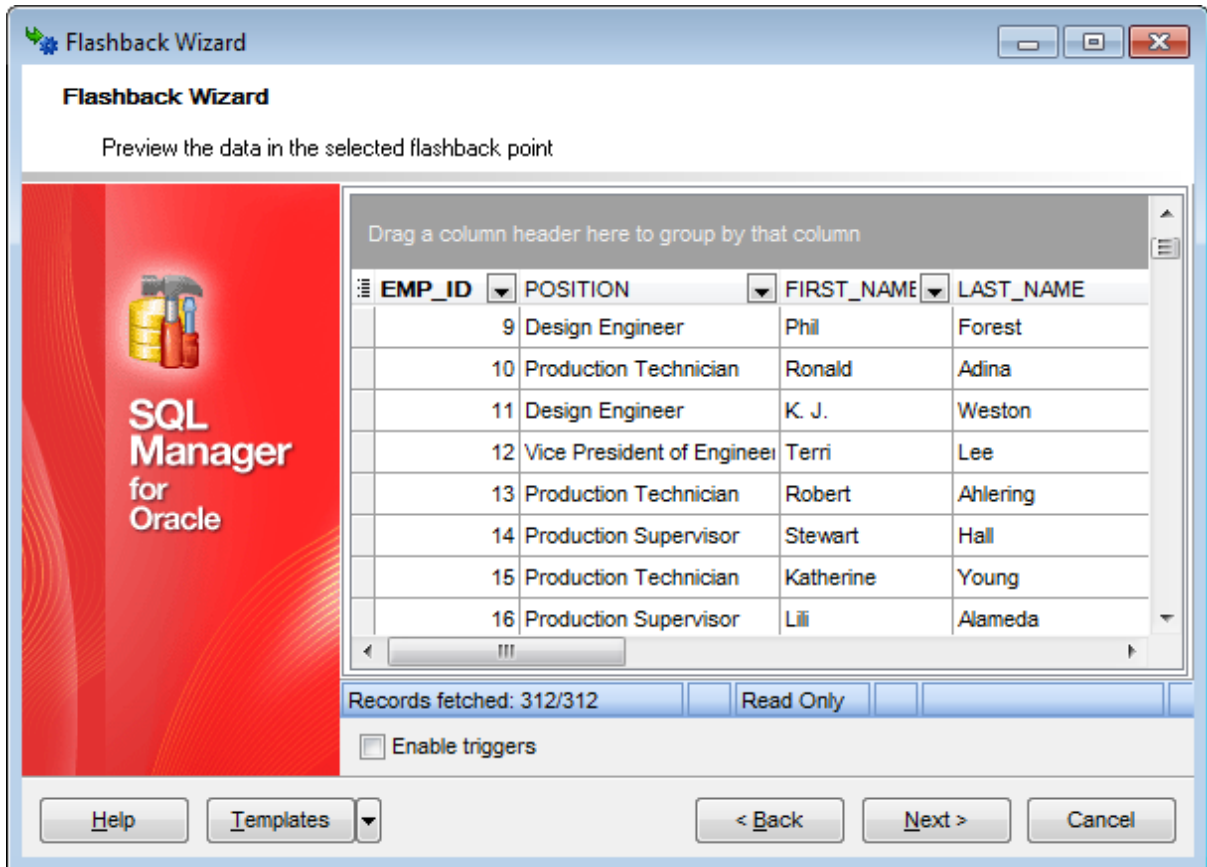 Flashback Wizard
Flashback Wizard
Preview the data in the selected flashback point
SQL
Manager
for
Oracle
Drag a column header here to group by that column
EMP_ID POSITION FIRST_NAME LAST_NAME
9 Design Engineer Phil Forest
10 Production Technician Ronald Adina
11 Design Engineer K. J. Weston
12 Vice President of Engineer Terri Lee
13 Production Technician Robert Ahlering
14 Production Supervisor Stewart Hall
15 Production Technician Katherine Young
16 Production Supervisor Lili Alameda
Records fetched: 312/312 Read Only
Enable triggers
Help Templates < Back Next > Cancel